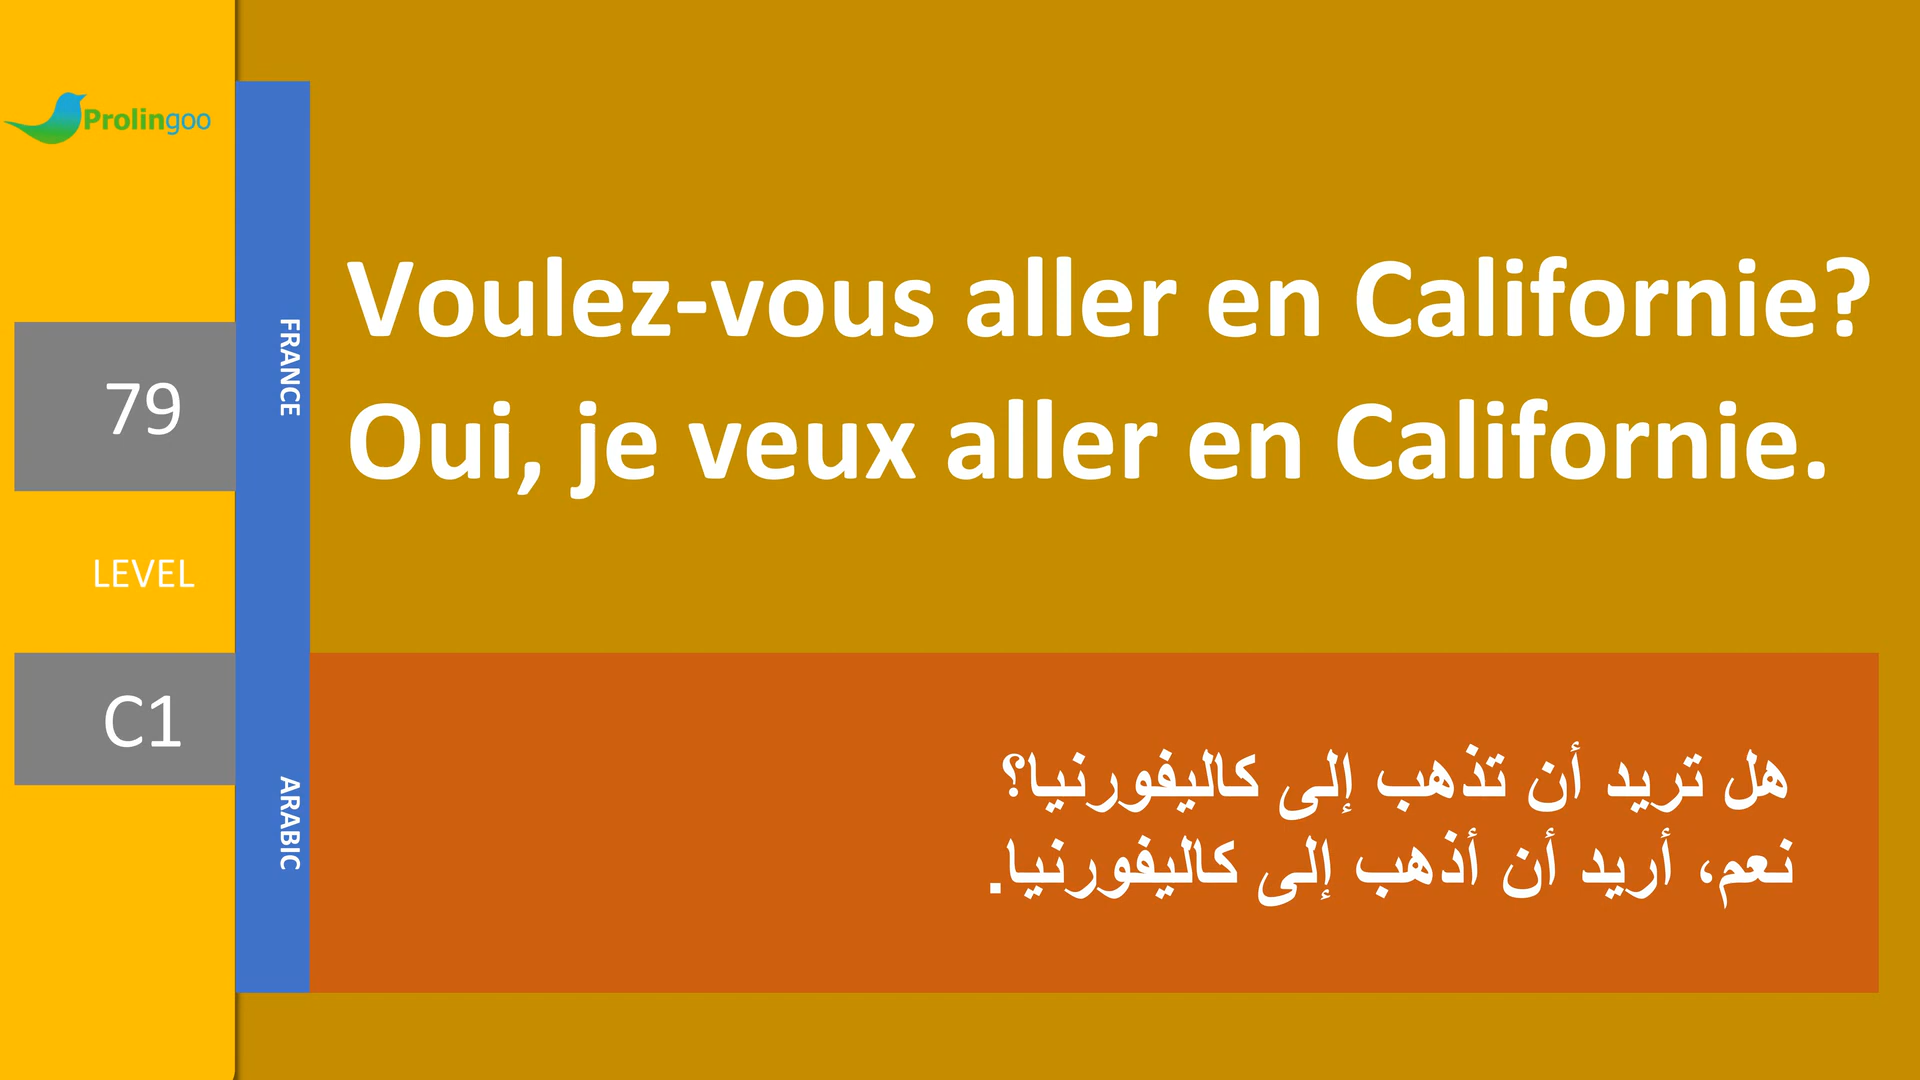 Prolingoo
79
LEVEL
C1
FRANCE
ARABIC
Voulez-vous aller en Californie?
Oui, je veux aller en Californie.
هل تريد أن تذهب إلى كاليفورنيا؟
نعم، أريد أن أذهب إلى كاليفورنيا.